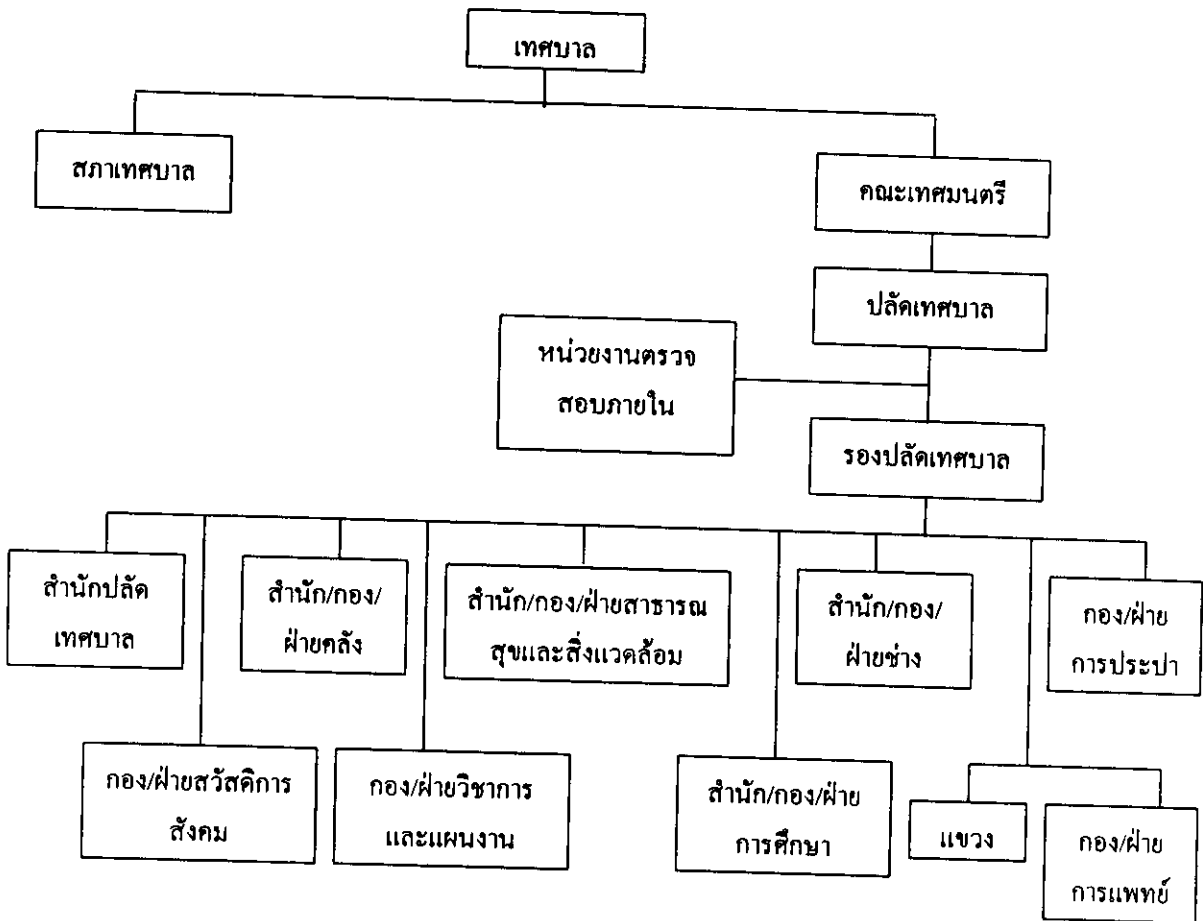 เทศบาล
สภาเทศบาล
คณะเทศมนตรี
ปลัดเทศบาล
หน่วยงานตรวจ
สอบภายใน
รองปลัดเทศบาล
สำนักปลัด
เทศบาล
สำนัก/กอง/
ฝ่ายคลัง
สำนัก/กอง/ฝ่ายสาธารณ
สุขและสิ่งแวดล้อม
สำนัก/กอง/
ฝ่ายช่าง
กอง/ฝ่าย
การประปา
กอง/ฝ่ายสวัสดิการ
สังคม
กอง/ฝ่ายวิชาการ
และแผนงาน
สำนัก/กอง/ฝ่าย
การศึกษา
แขวง
กอง/ฝ่าย
การแพทย์